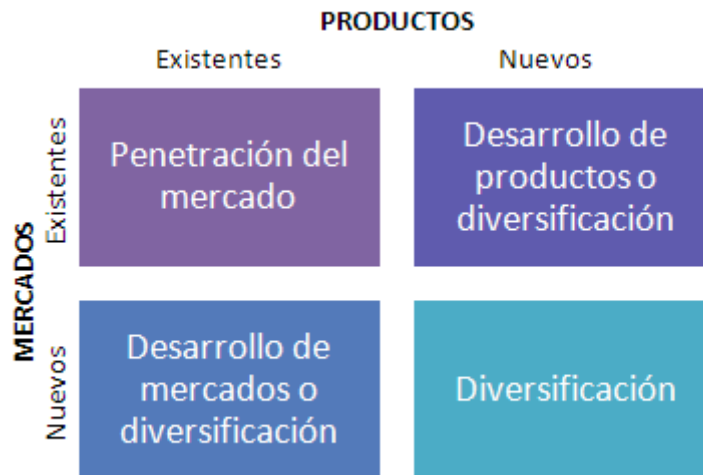 PRODUCTOS
Existentes
Nuevos
MERCADOS
Existentes
Penetración del
mercado
Desarrollo de
productos o
diversificación
Nuevos
Desarrollo de
mercados o
diversificación
Diversificación